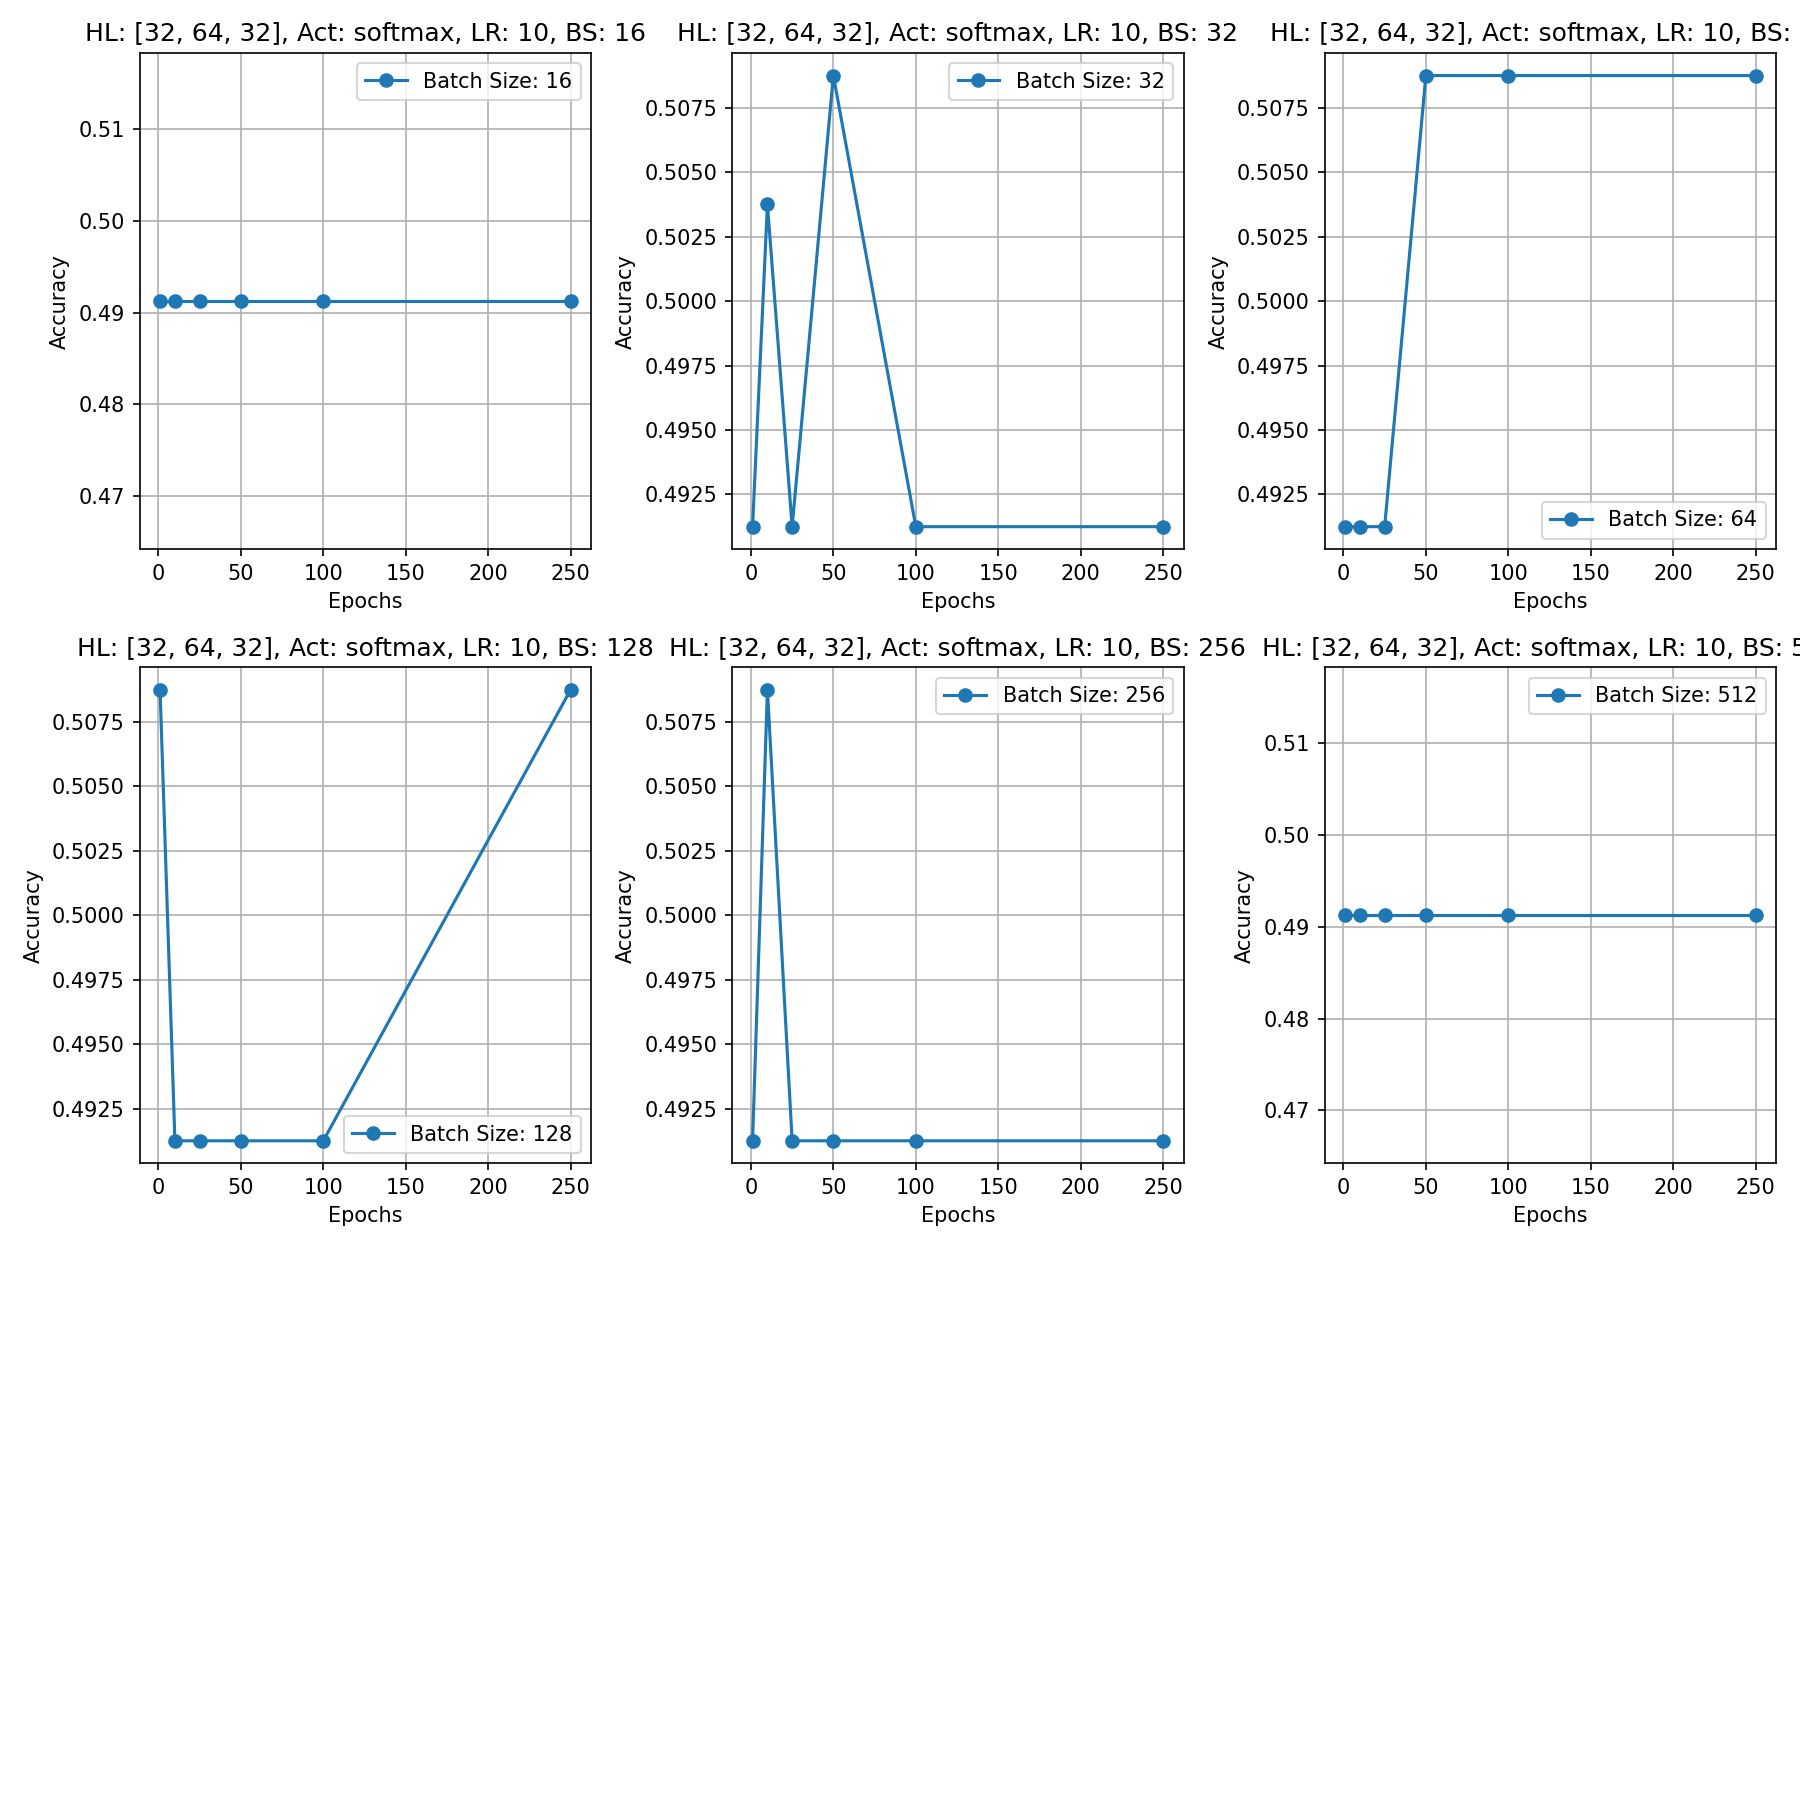 HL: [32, 64, 32], Act: softmax, LR: 10, BS: 16
Batch Size: 16
Accuracy
0.51
0.50
0.49
0.48
0.47
0 50 100 150 200 250
Epochs
HL: [32, 64, 32], Act: softmax, LR: 10, BS: 32
Batch Size: 32
Accuracy
0.5075
0.5050
0.5025
0.5000
0.4975
0.4950
0.4925
0 50 100 150 200 250
Epochs
HL: [32, 64, 32], Act: softmax, LR: 10, BS:
Batch Size: 64
Accuracy
0.5075
0.5050
0.5025
0.5000
0.4975
0.4950
0.4925
0 50 100 150 200 250
Epochs
HL: [32, 64, 32], Act: softmax, LR: 10, BS: 128
Batch Size: 128
Accuracy
0.5075
0.5050
0.5025
0.5000
0.4975
0.4950
0.4925
0 50 100 150 200 250
Epochs
HL: [32, 64, 32], Act: softmax, LR: 10, BS: 256
Batch Size: 256
Accuracy
0.5075
0.5050
0.5025
0.5000
0.4975
0.4950
0.4925
0 50 100 150 200 250
Epochs
HL: [32, 64, 32], Act: softmax, LR: 10, BS: 5
Batch Size: 512
Accuracy
0.51
0.50
0.49
0.48
0.47
0 50 100 150 200 250
Epochs